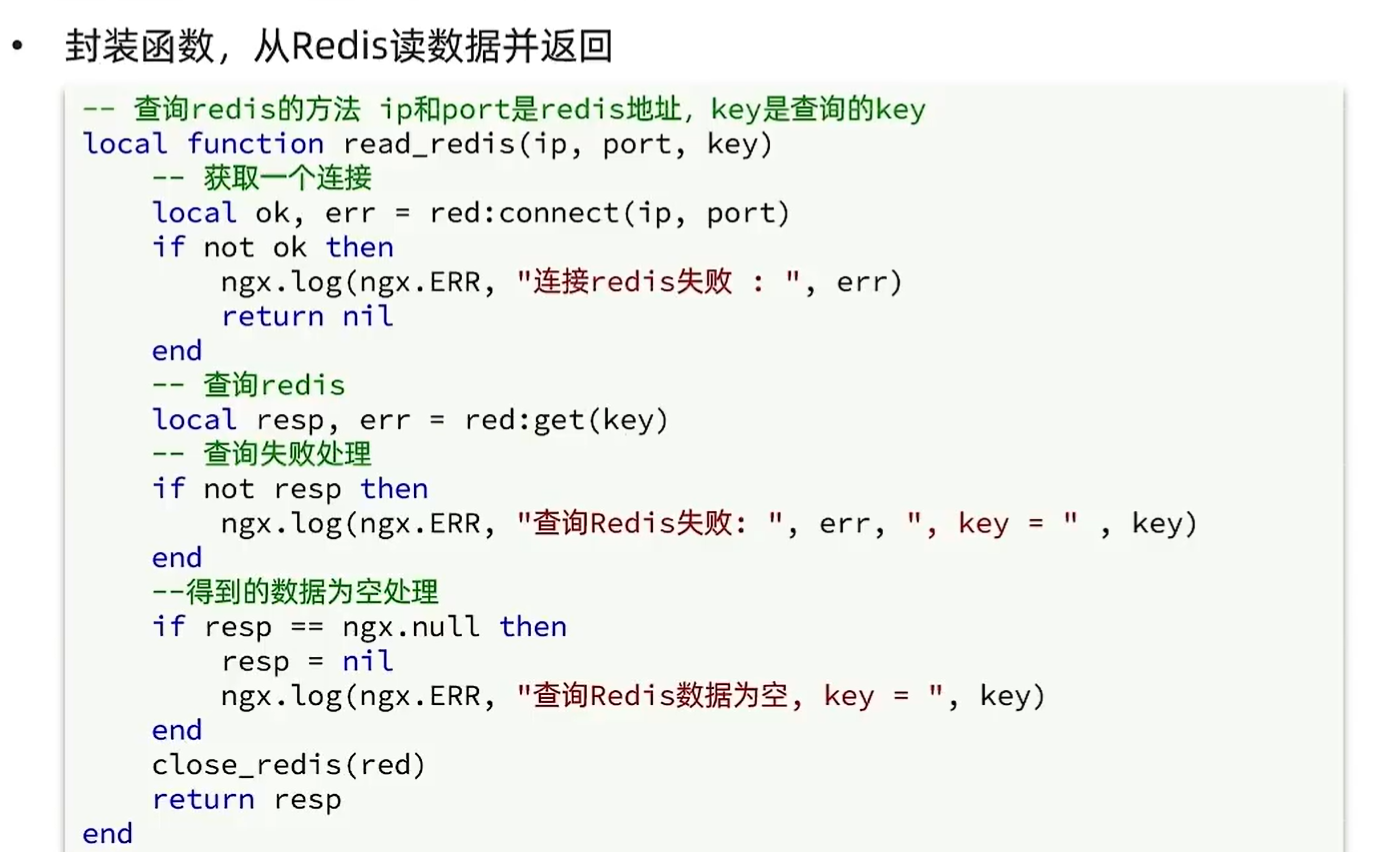 • 封装函数，从Redis读数据并返回
-- 查询redis的方法 ip和port是redis地址，key是查询的key
local function read_redis(ip, port, key)
    -- 获取一个连接
    local ok, err = red:connect(ip, port)
    if not ok then
        ngx.log(ngx.ERR, "连接redis失败 : ", err)
        return nil
    end
    -- 查询redis
    local resp, err = red:get(key)
    -- 查询失败处理
    if not resp then
        ngx.log(ngx.ERR, "查询Redis失败: ", err, ", key = " , key)
    end
    --得到的数据为空处理
    if resp == ngx.null then
        resp = nil
        ngx.log(ngx.ERR, "查询Redis数据为空, key = ", key)
    end
    close_redis(red)
    return resp
end